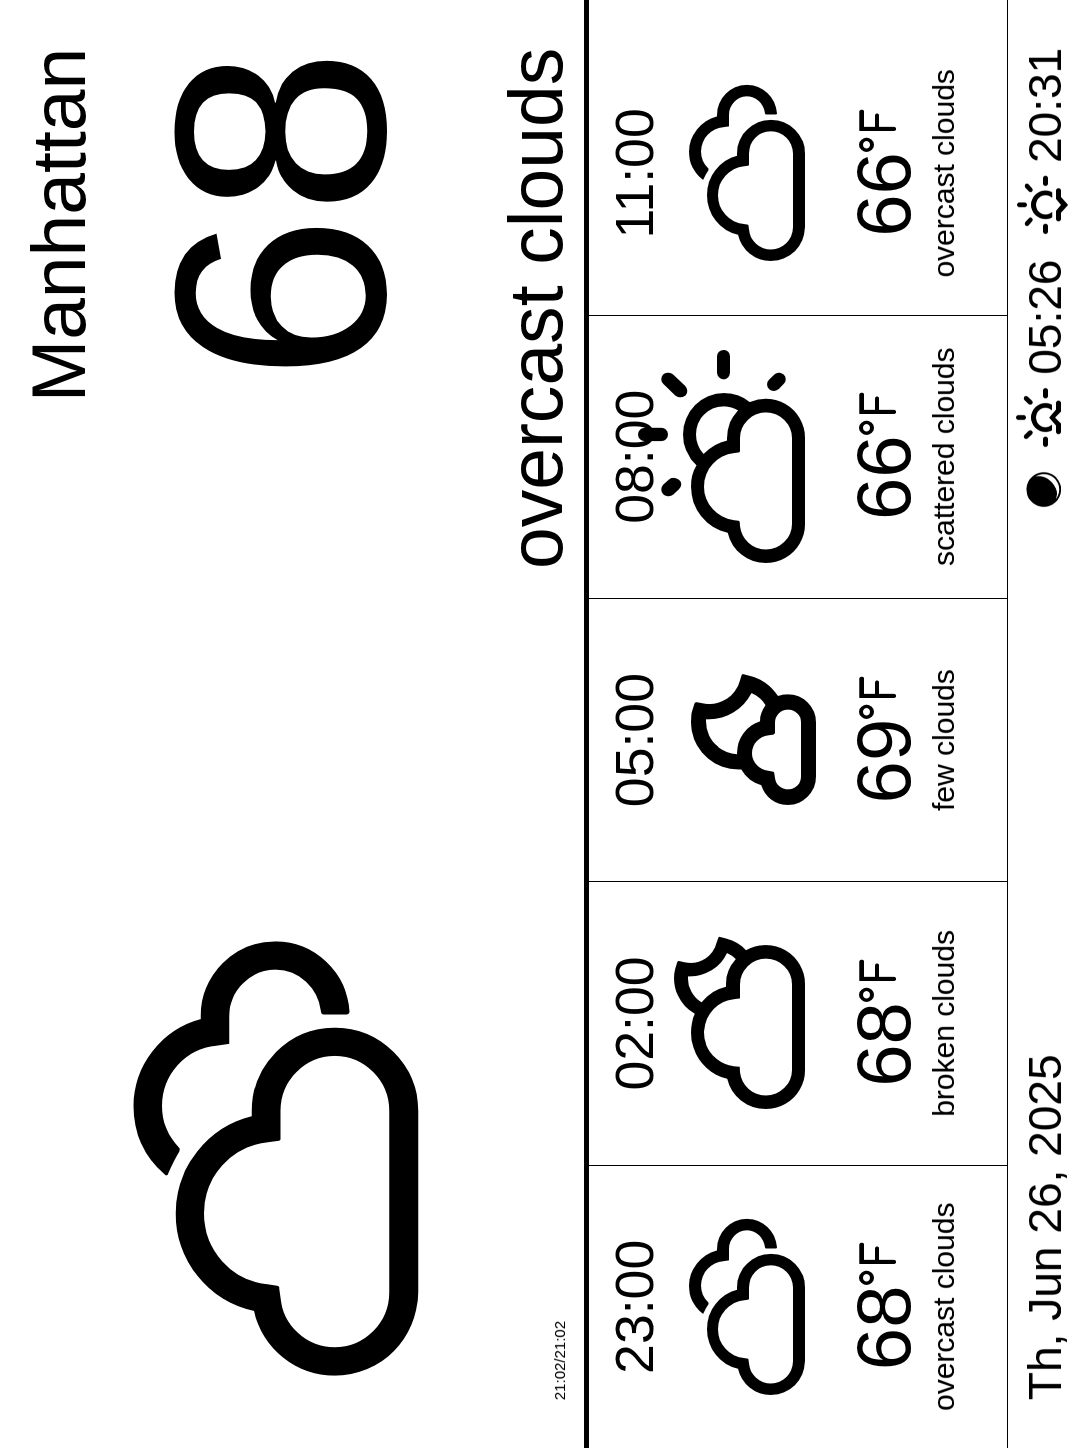 Manhattan
68
overcast clouds
21:02/21:02
23:00
68°F
overcast clouds
02:00
68°F
broken clouds
05:00
69°F
few clouds
08:00
66°F
scattered clouds
11:00
66°F
overcast clouds
Th, Jun 26, 2025
05:26
20:31